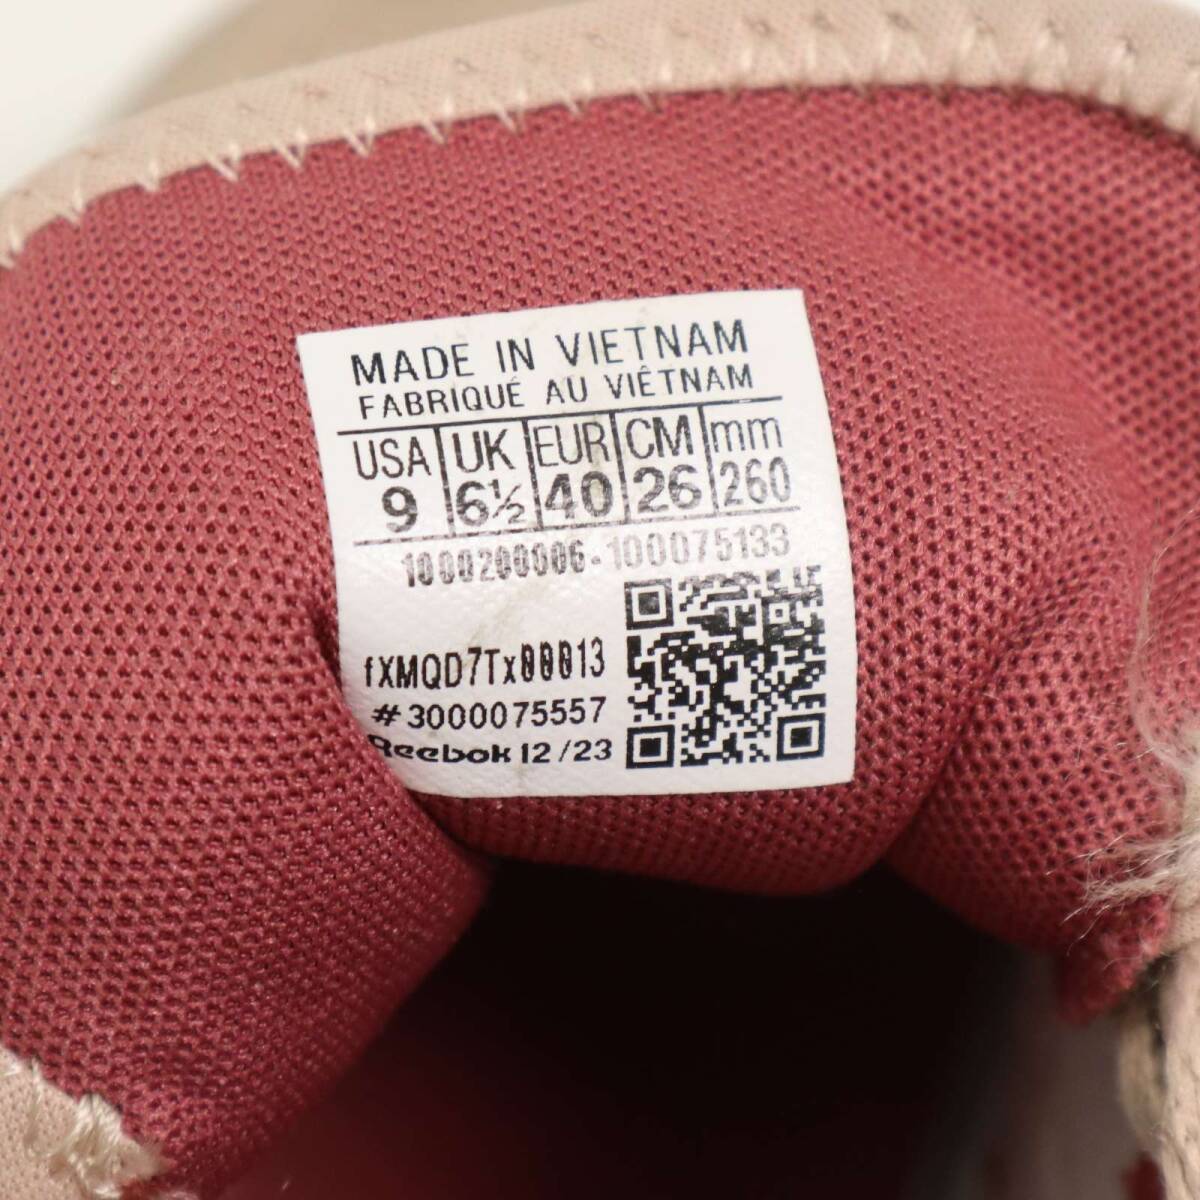 MADE IN VIETNAM
FABRIQUÉ AU VIÊTNAM
USA UK EUR CM mm
9 6½ 40 26 260
1000200006-100075133
fXMQD7Tx00013
#3000075557
Reebok 12/23